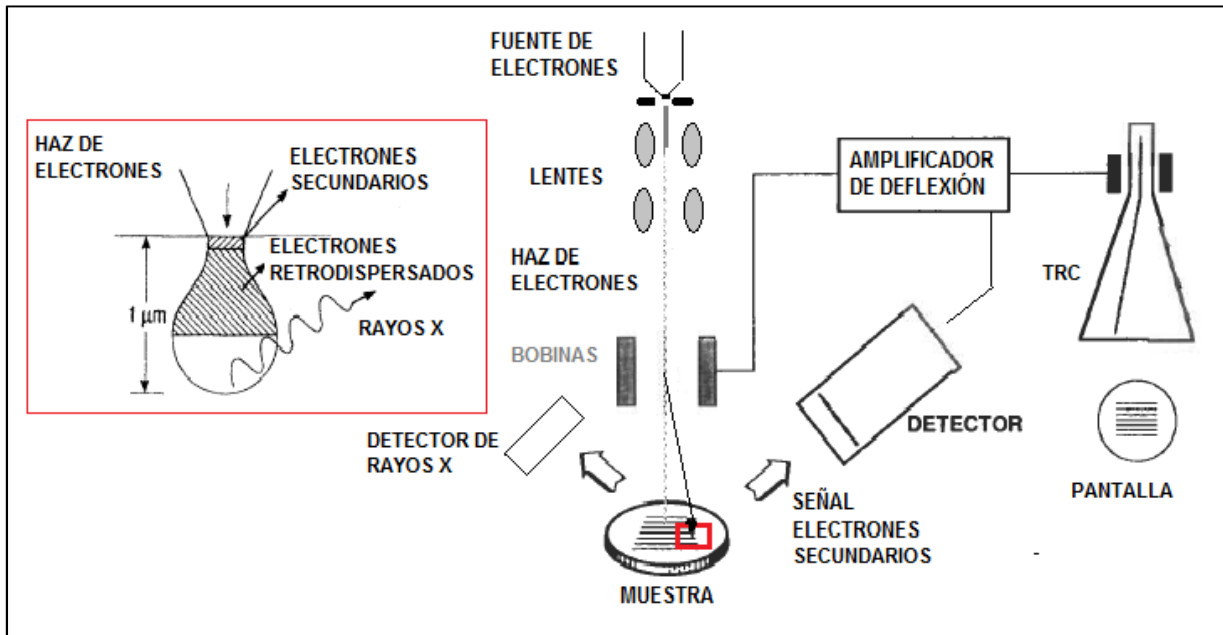 FUENTE DE
ELECTRONES
HAZ DE
ELECTRONES
ELECTRONES
SECUNDARIOS
ELECTRONES
RETRODISPERSADOS
1 μm
RAYOS X
LENTES
AMPLIFICADOR
DE DEFLEXIÓN
HAZ DE
ELECTRONES
TRC
BOBINAS
DETECTOR DE
RAYOS X
DETECTOR
PANTALLA
SEÑAL
ELECTRONES
SECUNDARIOS
MUESTRA